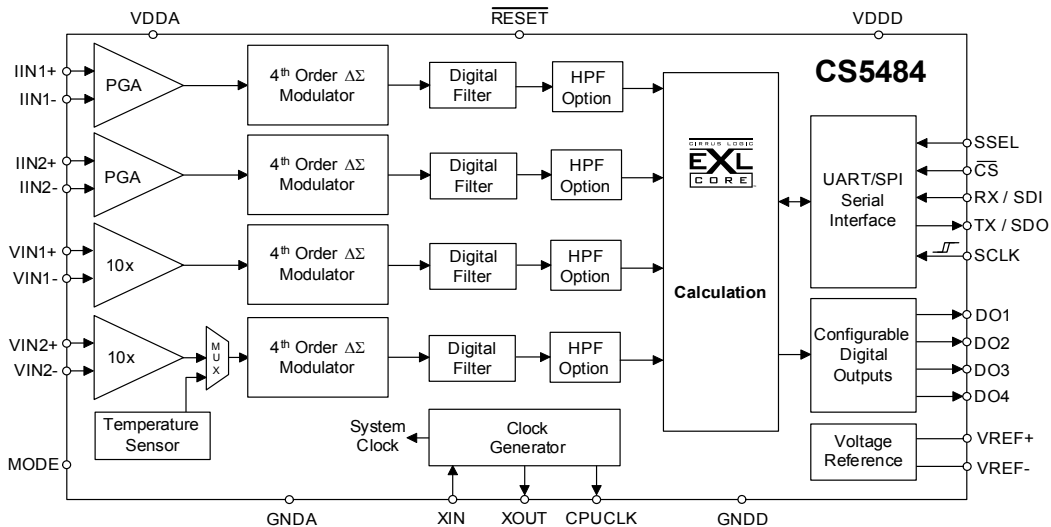 VDDA
RESET
VDDD
CS5484
IIN1+
IIN1-
PGA
4th Order ΔΣ
Modulator
Digital
Filter
HPF
Option
IIN2+
IIN2-
PGA
4th Order ΔΣ
Modulator
Digital
Filter
HPF
Option
VIN1+
VIN1-
10x
4th Order ΔΣ
Modulator
Digital
Filter
HPF
Option
VIN2+
VIN2-
10x
MUX
4th Order ΔΣ
Modulator
Digital
Filter
HPF
Option
Temperature
Sensor
CIRRUS LOGIC
EXL
CORE
Calculation
UART/SPI
Serial
Interface
SSEL
CS
RX / SDI
TX / SDO
SCLK
Configurable
Digital
Outputs
DO1
DO2
DO3
DO4
System
Clock
Clock
Generator
Voltage
Reference
VREF+
VREF-
MODE
GNDA
XIN
XOUT
CPUCLK
GNDD